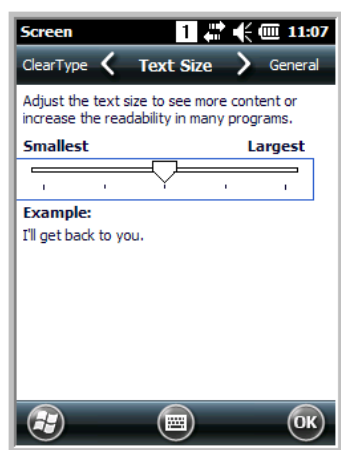 Screen 1 11:07
ClearType Text Size General
Adjust the text size to see more content or
increase the readability in many programs.
Smallest Largest
Example:
I'll get back to you.
OK